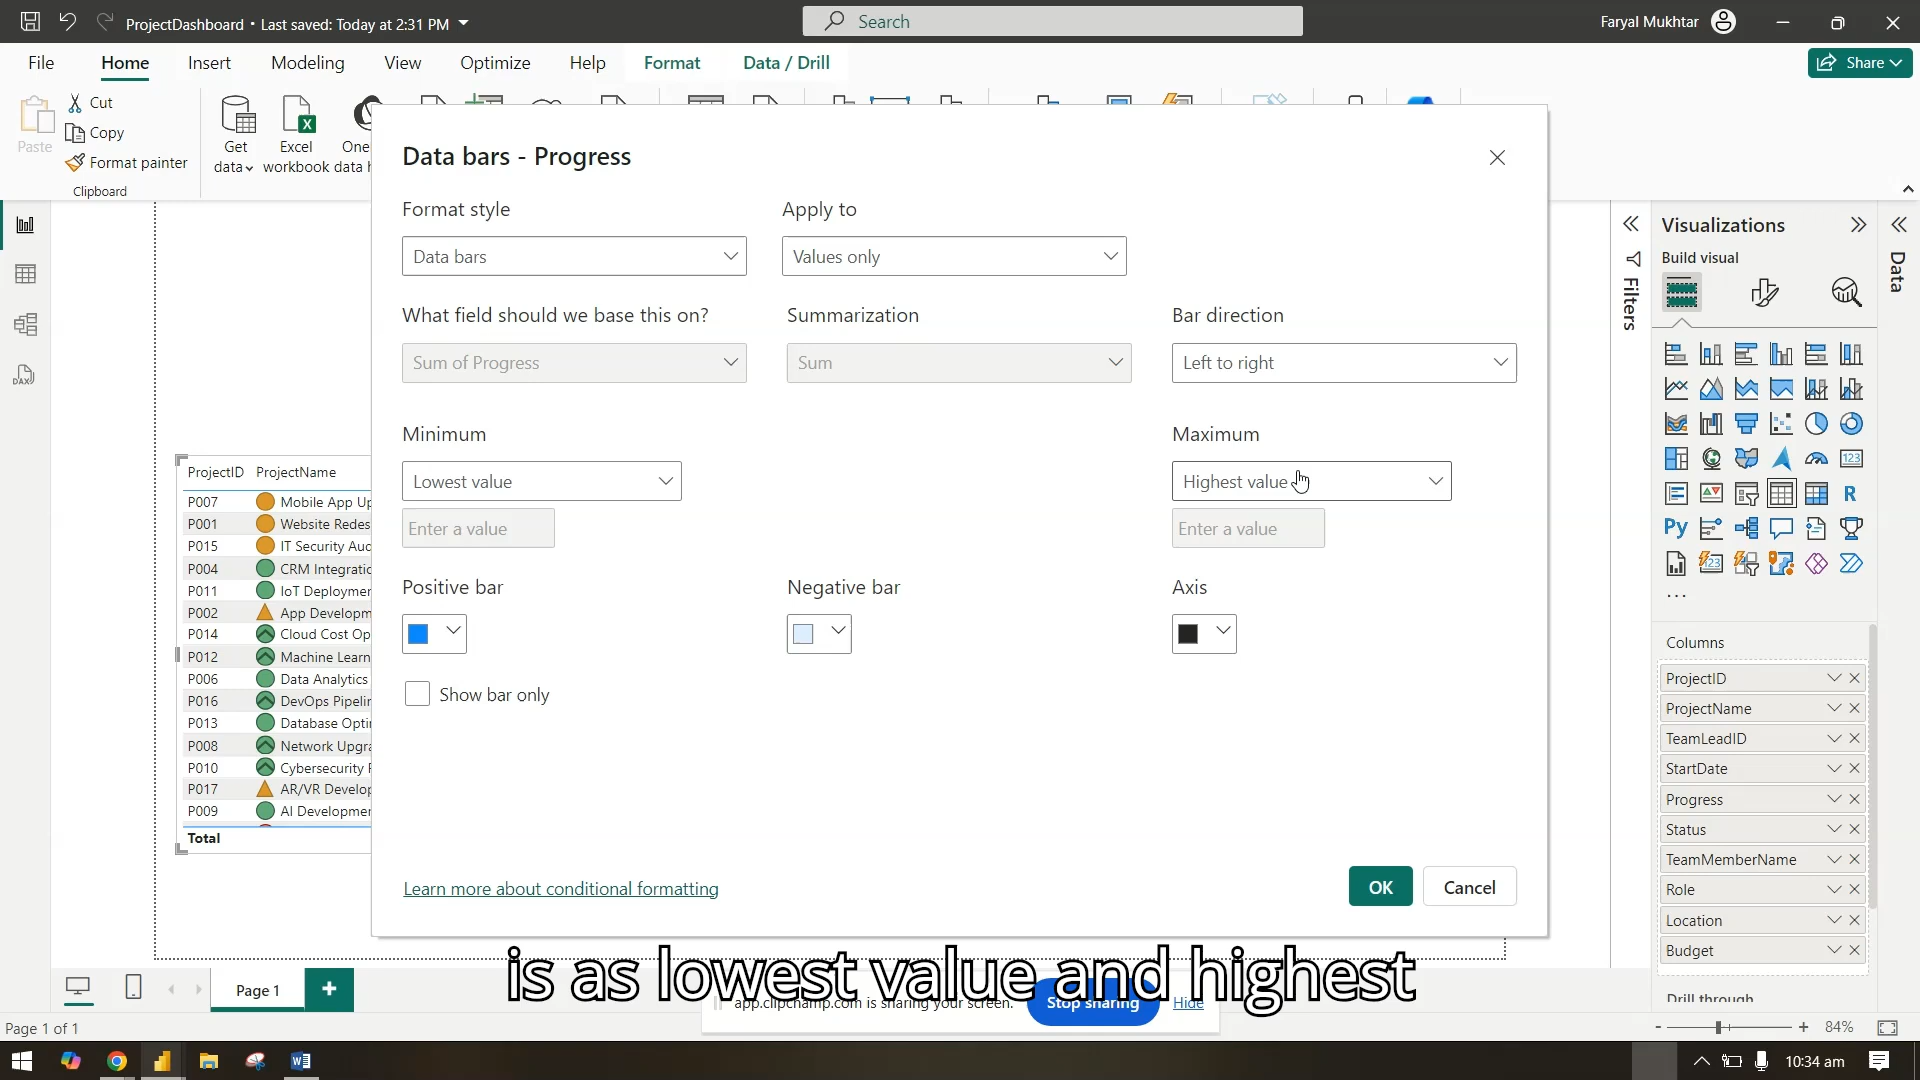 ProjectDashboard • Last saved: Today at 2:31 PM
Search
Faryal Mukhtar
File
Home
Insert
Modeling
View
Optimize
Help
Format
Data / Drill
Share
Paste
Cut
Copy
Format painter
Clipboard
Get
data
Excel
workbook
One
data h
Data bars - Progress
Format style
Apply to
Data bars
Values only
What field should we base this on?
Summarization
Bar direction
Sum of Progress
Sum
Left to right
Minimum
Maximum
Lowest value
Highest value
Enter a value
Enter a value
Positive bar
Negative bar
Axis
Show bar only
Learn more about conditional formatting
OK
Cancel
ProjectID ProjectName
P007 Mobile App Up
P001 Website Redes
P015 IT Security Aud
P004 CRM Integratio
P011 IoT Deploymer
P002 App Developm
P014 Cloud Cost Op
P012 Machine Learn
P006 Data Analytics
P016 DevOps Pipelin
P013 Database Opti
P008 Network Upgra
P010 Cybersecurity
P017 AR/VR Develop
P009 AI Developmer
Total
Filters
Visualizations
Build visual
123
R
Py
123
...
Columns
ProjectID
ProjectName
TeamLeadID
StartDate
Progress
Status
TeamMemberName
Role
Location
Budget
Drill through
Data
DAX
is as lowest value and highest
app.clipchamp.com is sharing your screen.
Stop sharing
Hide
Page 1
Page 1 of 1
- + 84%
10:34 am